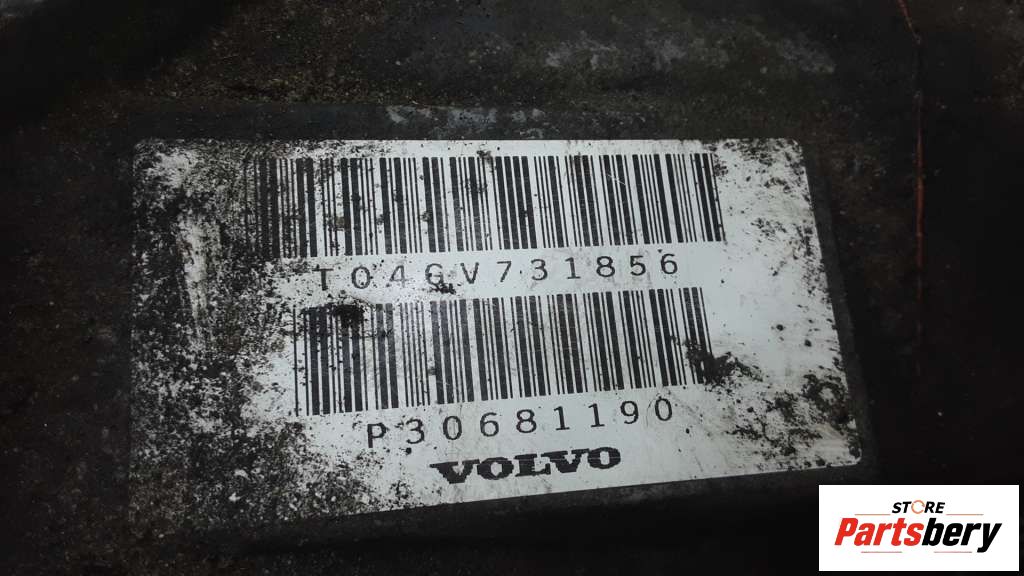 T04GV731856
P30681190
VOLVO
STORE
Partsbery